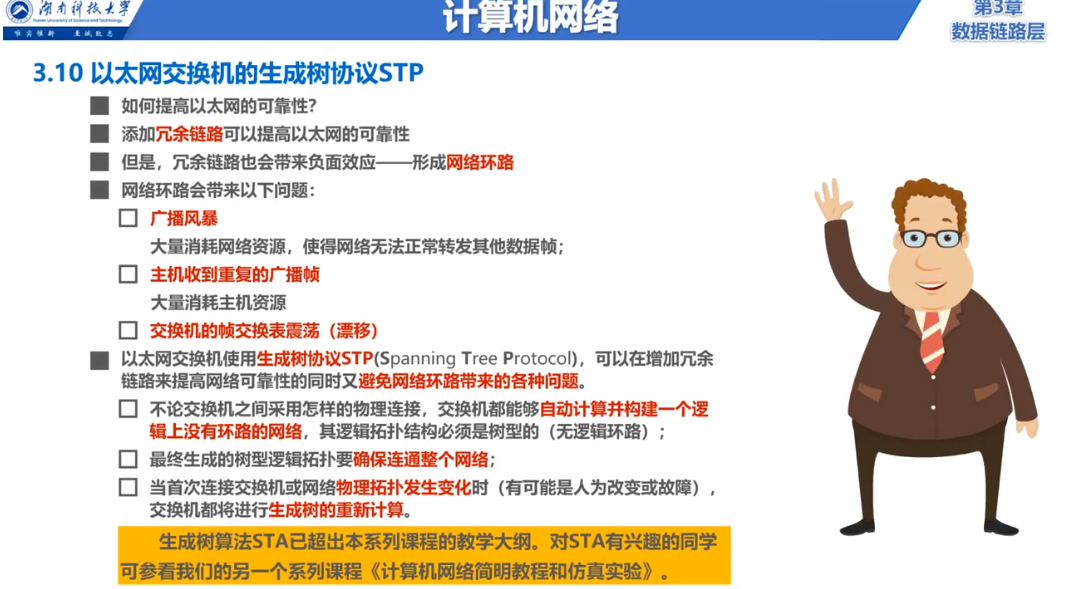 湖南科技大学
Hunan University of Science and Technology
唯实惟新 至诚致志
计算机网络
第3章
数据链路层
3.10 以太网交换机的生成树协议STP
如何提高以太网的可靠性?
添加冗余链路可以提高以太网的可靠性
但是，冗余链路也会带来负面效应——形成网络环路
网络环路会带来以下问题：
广播风暴
大量消耗网络资源，使得网络无法正常转发其他数据帧；
主机收到重复的广播帧
大量消耗主机资源
交换机的帧交换表震荡（漂移）
以太网交换机使用生成树协议STP(Spanning Tree Protocol)，可以在增加冗余
链路来提高网络可靠性的同时又避免网络环路带来的各种问题。
不论交换机之间采用怎样的物理连接，交换机都能够自动计算并构建一个逻
辑上没有环路的网络，其逻辑拓扑结构必须是树型的（无逻辑环路）；
最终生成的树型逻辑拓扑要确保连通整个网络；
当首次连接交换机或网络物理拓扑发生变化时（有可能是人为改变或故障），
交换机都将进行生成树的重新计算。
生成树算法STA已超出本系列课程的教学大纲。对STA有兴趣的同学
可参看我们的另一个系列课程《计算机网络简明教程和仿真实验》。